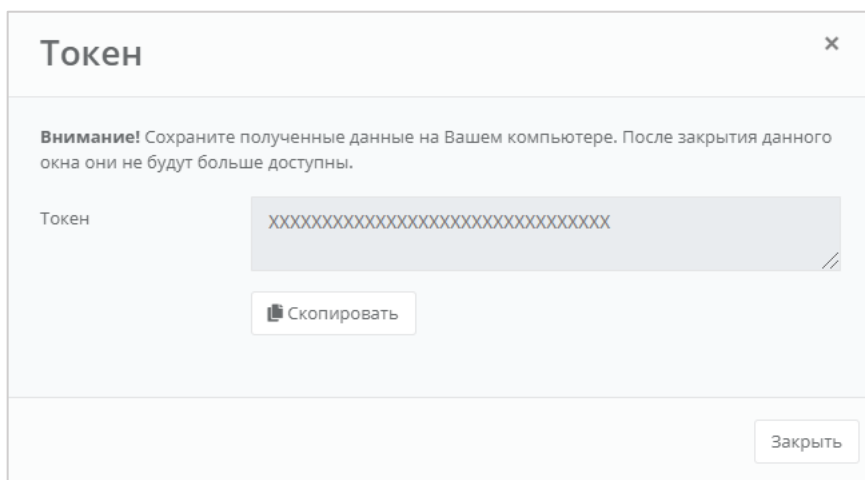 Токен
×
Внимание! Сохраните полученные данные на Вашем компьютере. После закрытия данного
окна они не будут больше доступны.
Токен
XXXXXXXXXXXXXXXXXXXXXXXXXXXXXXXX
Скопировать
Закрыть